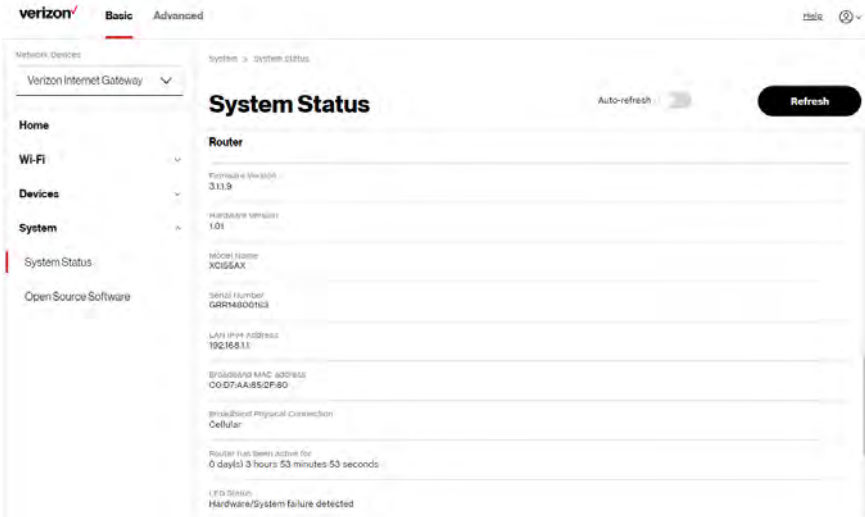 verizon
Basic
Advanced
Help
Network Devices
Verizon Internet Gateway
Home
Wi-Fi
Devices
System
System Status
Open Source Software
System > System Status
System Status
Auto-refresh
Refresh
Router
Firmware Version
3.1.1.9
Hardware Version
1.01
Model Name
XCI55AX
Serial Number
GRR14800163
LAN IPv4 Address
192.168.1.1
Broadband MAC address
C0:D7:AA:85:2F:60
Broadband Physical Connection
Cellular
Router has been active for
0 day(s) 3 hours 53 minutes 53 seconds
LED Status
Hardware/System failure detected